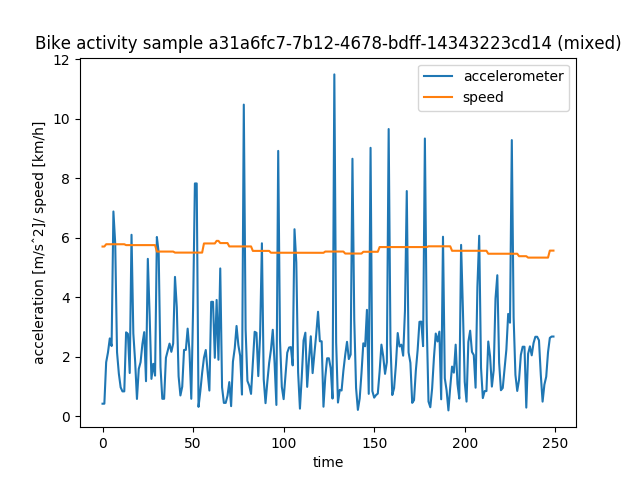 Bike activity sample a31a6fc7-7b12-4678-bdff-14343223cd14 (mixed)
accelerometer
speed
acceleration [m/s^2]/ speed [km/h]
12
10
8
6
4
2
0
0
50
100
150
200
250
time